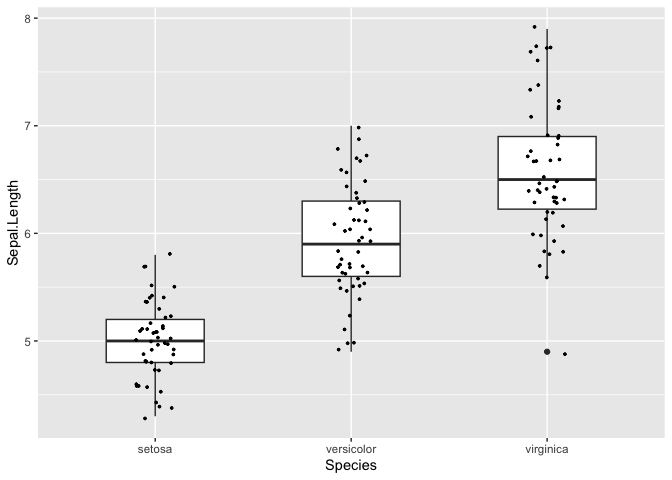 8
7
6
5
Sepal.Length
setosa
versicolor
virginica
Species